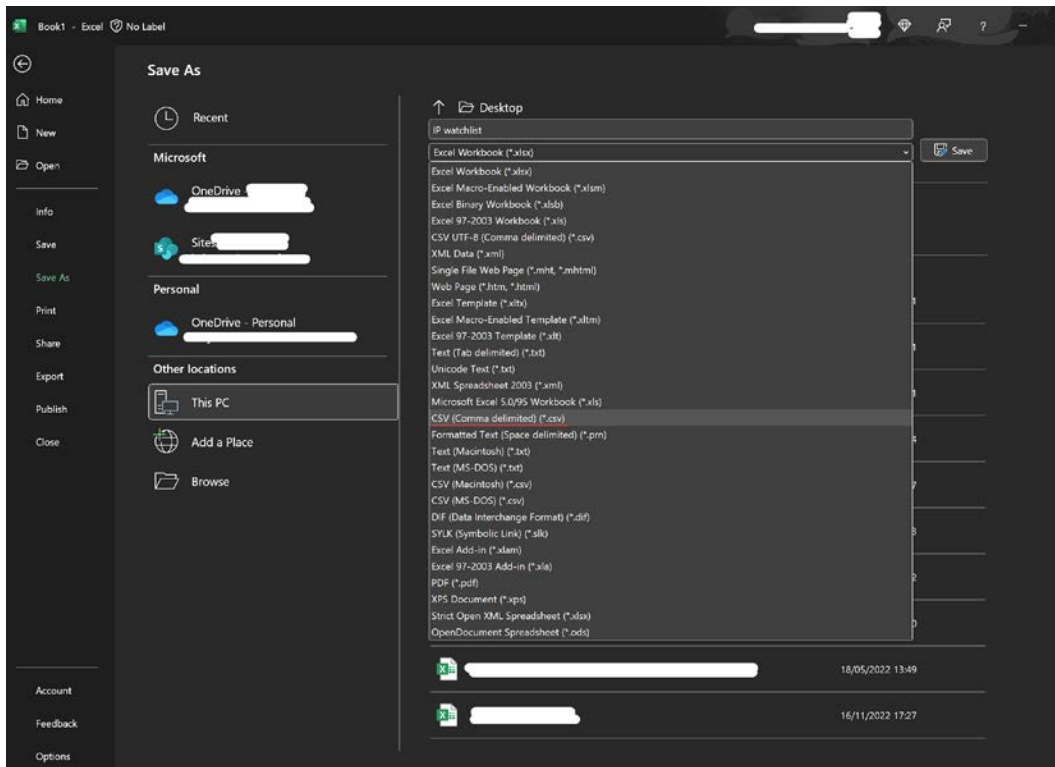 Book1 - Excel No Label
?
Save As
Home
New
Open
Info
Save
Save As
Print
Share
Export
Publish
Close
Account
Feedback
Options
Recent
Microsoft
OneDrive -
Sites
Personal
OneDrive - Personal
Other locations
This PC
Add a Place
Browse
Desktop
IP watchlist
Excel Workbook (*.xlsx)
Save
Excel Workbook (*.xlsx)
Excel Macro-Enabled Workbook (*.xlsm)
Excel Binary Workbook (*.xlsb)
Excel 97-2003 Workbook (*.xls)
CSV UTF-8 (Comma delimited) (*.csv)
XML Data (*.xml)
Single File Web Page (*.mht, *.mhtml)
Web Page (*.htm, *.html)
Excel Template (*.xltx)
Excel Macro-Enabled Template (*.xltm)
Excel 97-2003 Template (*.xlt)
Text (Tab delimited) (*.txt)
Unicode Text (*.txt)
XML Spreadsheet 2003 (*.xml)
Microsoft Excel 5.0/95 Workbook (*.xls)
CSV (Comma delimited) (*.csv)
Formatted Text (Space delimited) (*.prn)
Text (Macintosh) (*.txt)
Text (MS-DOS) (*.txt)
CSV (Macintosh) (*.csv)
CSV (MS-DOS) (*.csv)
DIF (Data Interchange Format) (*.dif)
SYLK (Symbolic Link) (*.slk)
Excel Add-in (*.xlam)
Excel 97-2003 Add-in (*.xla)
PDF (*.pdf)
XPS Document (*.xps)
Strict Open XML Spreadsheet (*.xlsx)
OpenDocument Spreadsheet (*.ods)
18/05/2022 13:49
16/11/2022 17:27